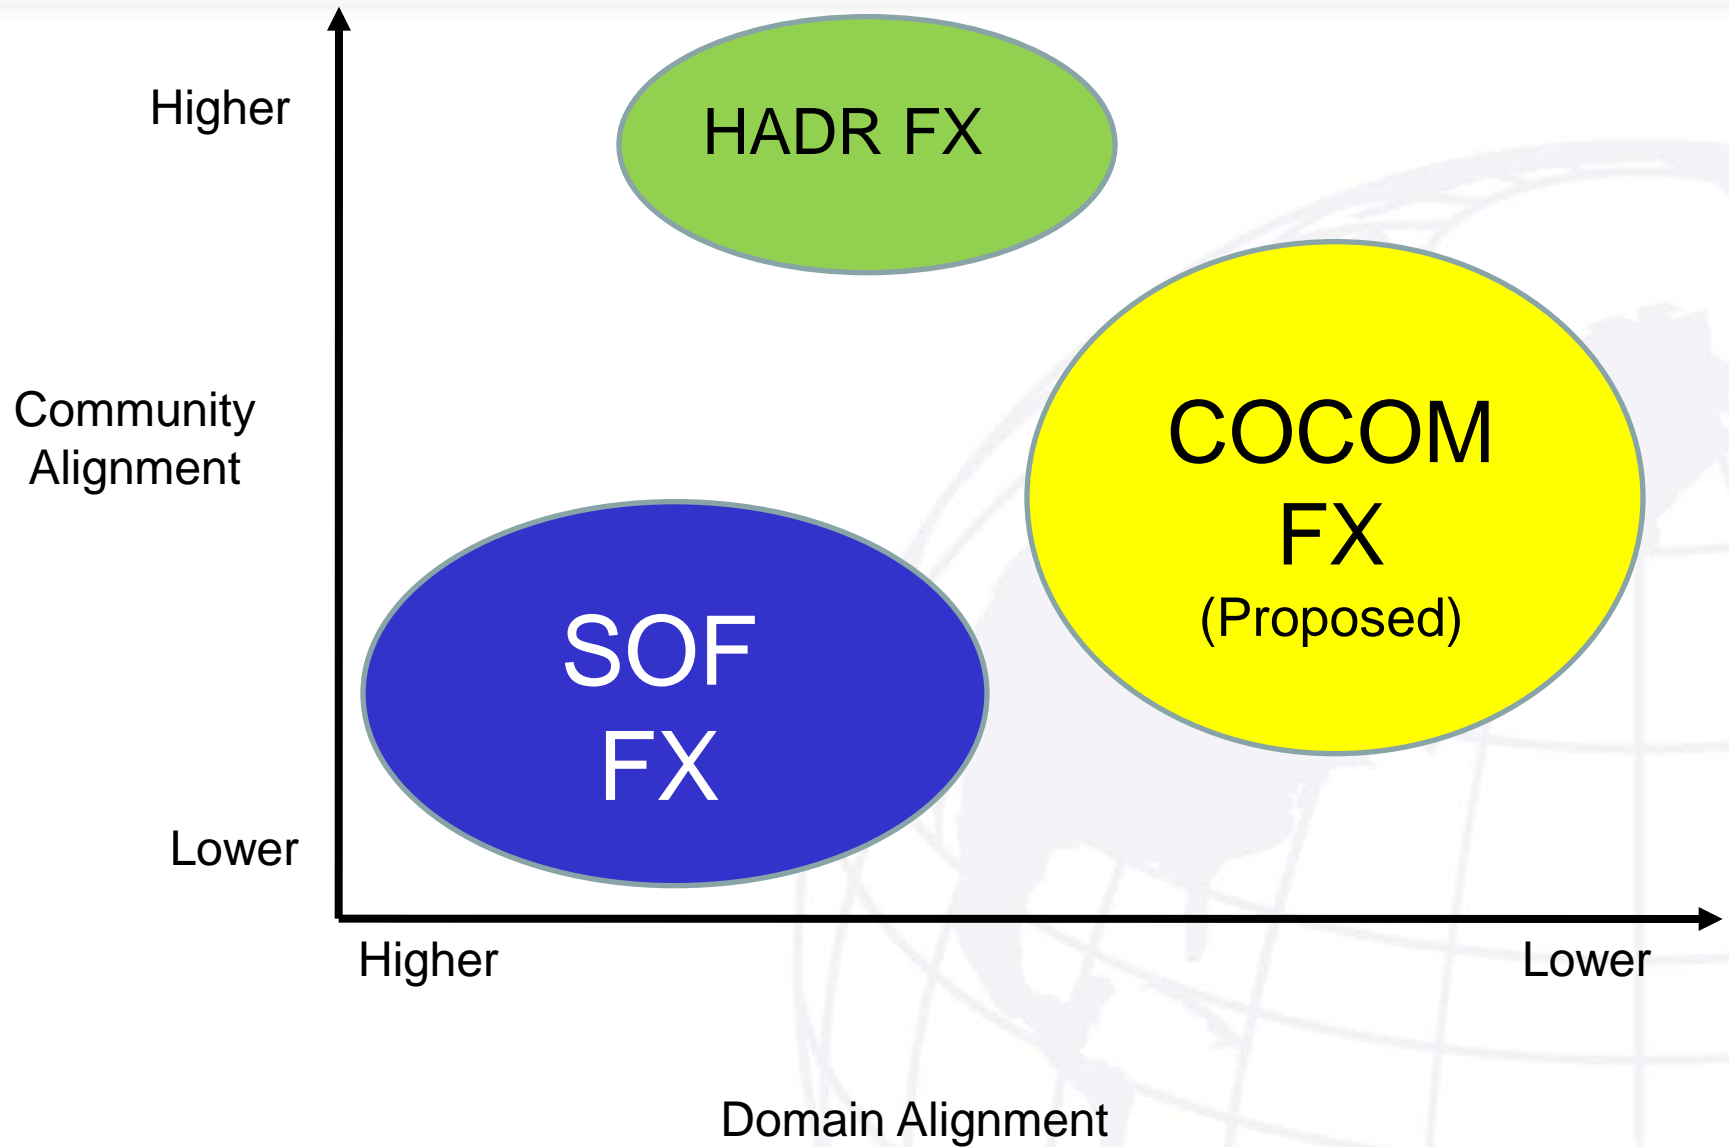 HADR FX
Higher
Community
Alignment
COCOM
FX
(Proposed)
SOF
FX
Lower
Higher
Lower
Domain Alignment